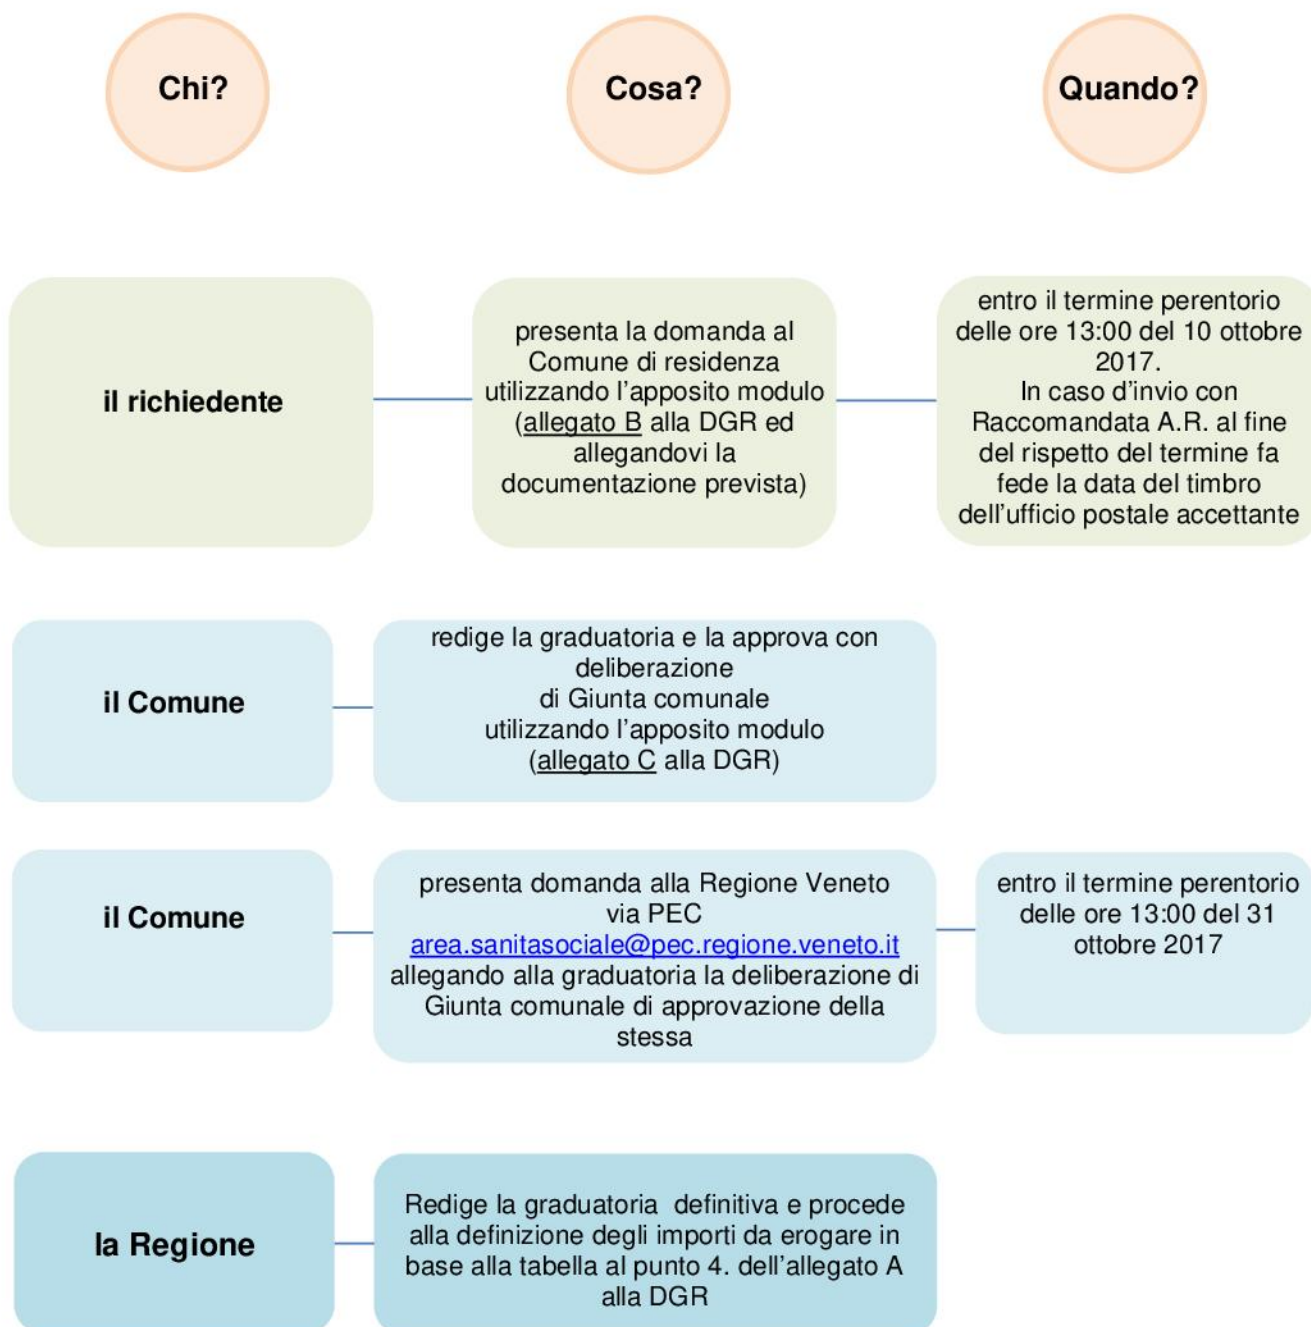 Chi?
Cosa?
Quando?
il richiedente
presenta la domanda al
Comune di residenza
utilizzando l'apposito modulo
(allegato B alla DGR ed
allegandovi la
documentazione prevista)
entro il termine perentorio
delle ore 13:00 del 10 ottobre
2017.
In caso d'invio con
Raccomandata A.R. al fine
del rispetto del termine fa
fede la data del timbro
dell'ufficio postale accettante
il Comune
redige la graduatoria e la approva con
deliberazione
di Giunta comunale
utilizzando l'apposito modulo
(allegato C alla DGR)
il Comune
presenta domanda alla Regione Veneto
via PEC
area.sanitasociale@pec.regione.veneto.it
allegando alla graduatoria la deliberazione di
Giunta comunale di approvazione della
stessa
entro il termine perentorio
delle ore 13:00 del 31
ottobre 2017
la Regione
Redige la graduatoria  definitiva e procede
alla definizione degli importi da erogare in
base alla tabella al punto 4. dell'allegato A
alla DGR